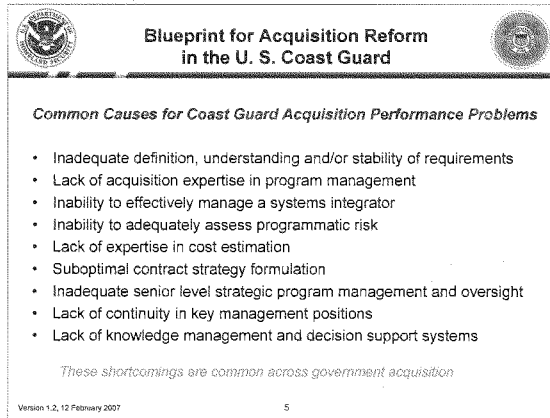 Blueprint for Acquisition Reform
in the U. S. Coast Guard
Common Causes for Coast Guard Acquisition Performance Problems
• Inadequate definition, understanding and/or stability of requirements
• Lack of acquisition expertise in program management
• Inability to effectively manage a systems integrator
• Inability to adequately assess programmatic risk
• Lack of expertise in cost estimation
• Suboptimal contract strategy formulation
• Inadequate senior level strategic program management and oversight
• Lack of continuity in key management positions
• Lack of knowledge management and decision support systems
These shortcomings are common across government acquisition
Version 1.2, 12 February 2007
5